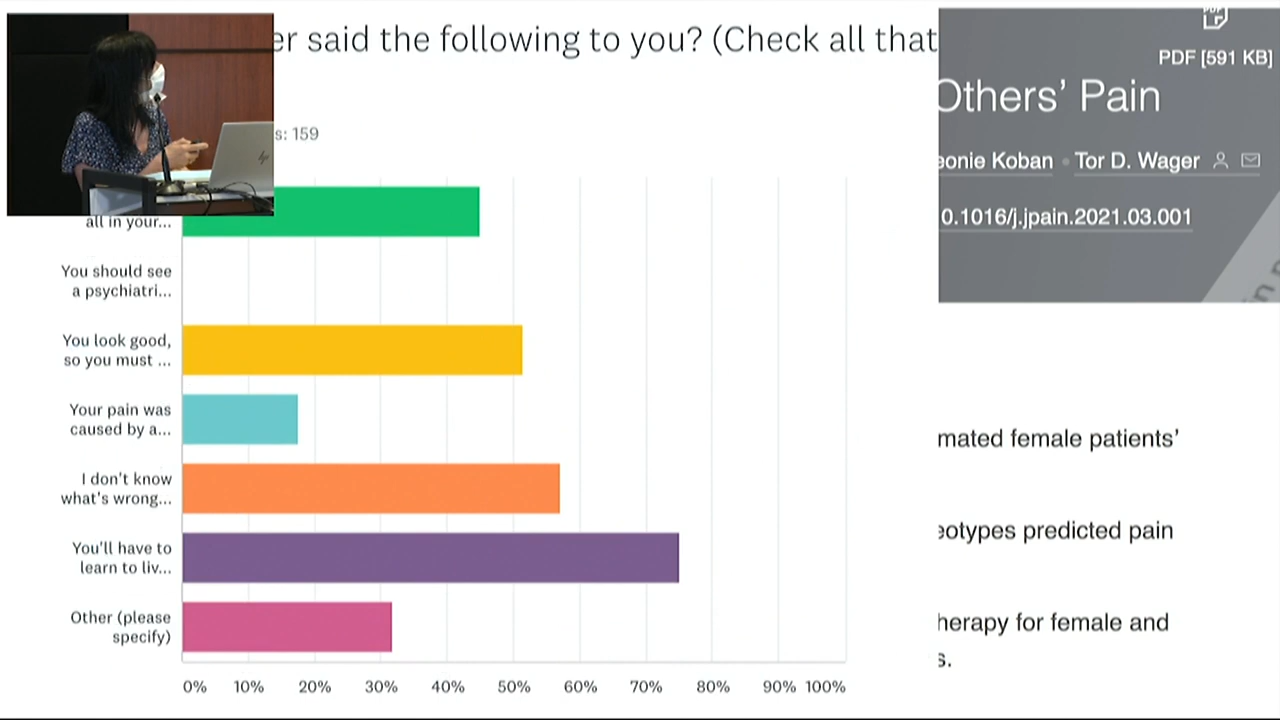 er said the following to you? (Check all that
s: 159
all in your...
You should see
a psychiatri...
You look good,
so you must ...
Your pain was
caused by a...
I don't know
what's wrong...
You'll have to
learn to liv...
Other (please
specify)
0% 10% 20% 30% 40% 50% 60% 70% 80% 90% 100%
PDF
PDF [591 KB]
Others' Pain
eonie Koban • Tor D. Wager
0.1016/j.jpain.2021.03.001
in p
mated female patients'
eotypes predicted pain
herapy for female and
s.
hp